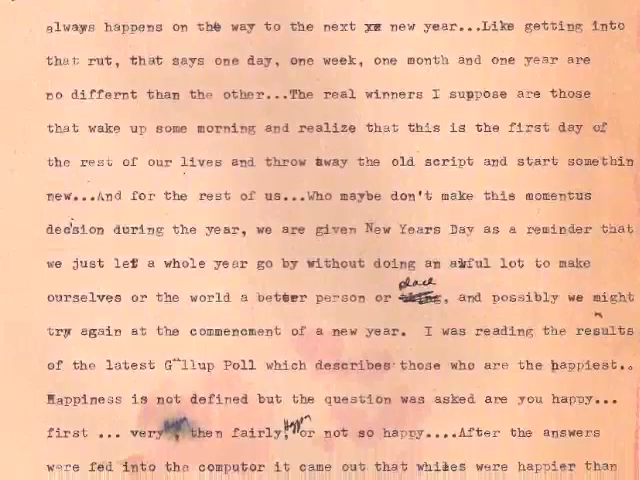 always happens on the way to the next xx new year...Like getting into
that rut, that says one day, one week, one month and one year are
no differnt than the other...The real winners I suppose are those
that wake up some morning and realize that this is the first day of
the rest of our lives and throw away the old script and start somethin
new...And for the rest of us...Who maybe don't make this momentus
decision during the year, we are given New Years Day as a reminder that
we just let a whole year go by without doing an awful lot to make
place
ourselves or the world a better person or, and possibly we might
try again at the commencment of a new year. I was reading the results
of the latest Gallup Poll which describes those who are the happiest..
Happiness is not defined but the question was asked are you happy...
happy happy
first ... very, then fairly, or not so happy....After the answers
were fed into the computor it came out that whites were happier than